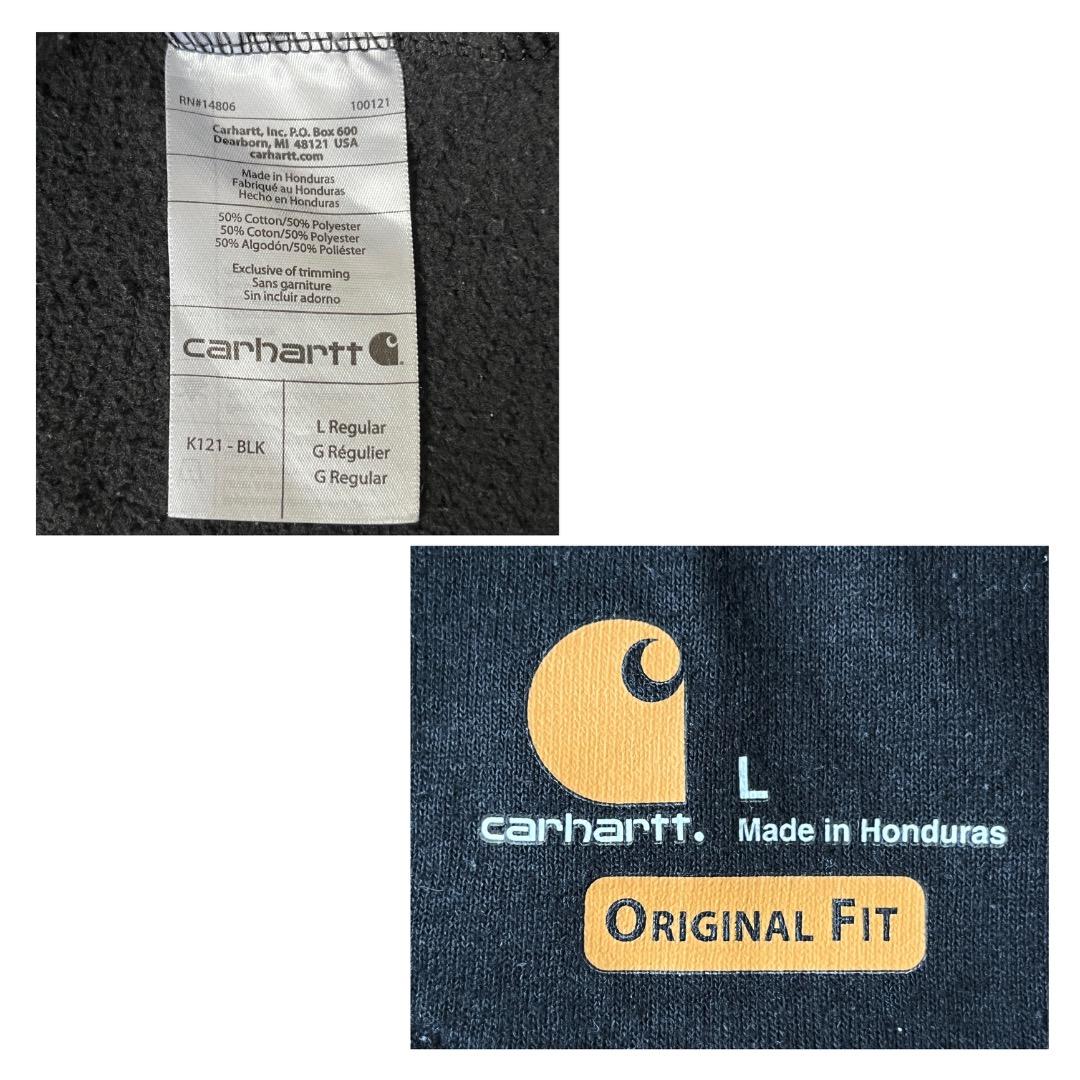 RN#14806 100121
Carhartt, Inc. P.O. Box 600
Dearborn, MI 48121 USA
carhartt.com
Made in Honduras
Fabriqué au Honduras
Hecho en Honduras
50% Cotton/50% Polyester
50% Coton/50% Polyester
50% Algodón/50% Poliéster
Exclusive of trimming
Sans garniture
Sin incluir adorno
carhartt
K121 - BLK
L Regular
G Régulier
G Regular
L
carhartt. Made in Honduras
ORIGINAL FIT